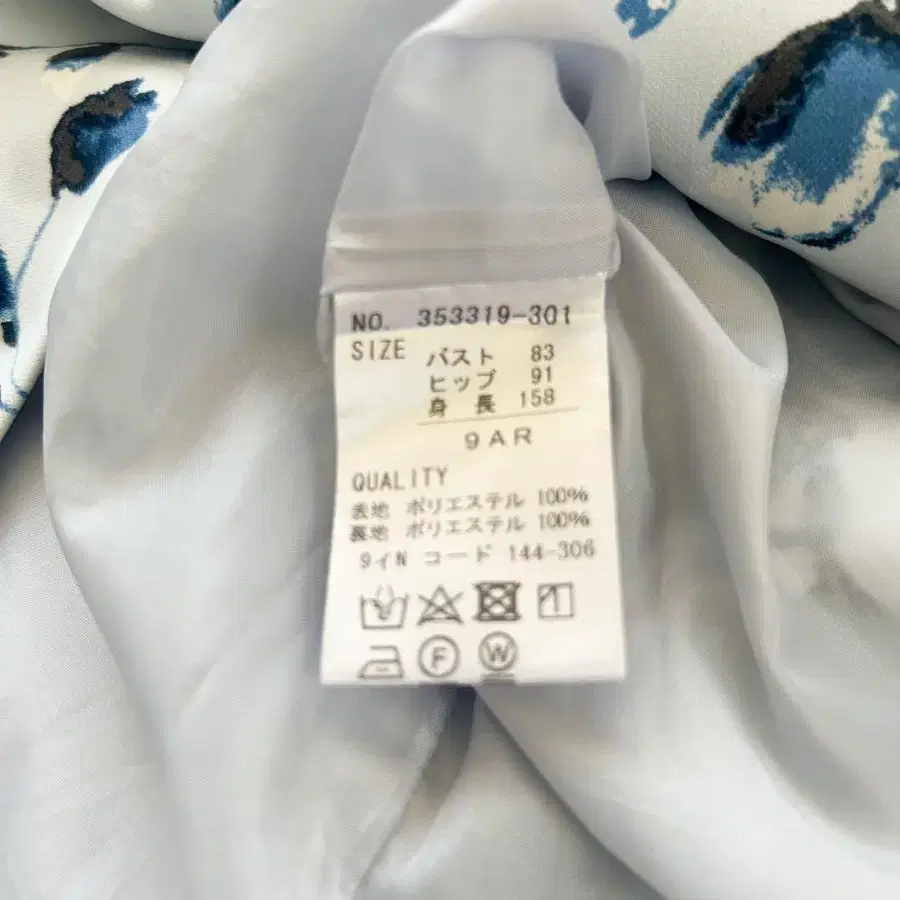 NO. 353319-301
SIZE バスト 83
ヒップ 91
身長 158
9AR
QUALITY
表地 ポリエステル 100%
裏地 ポリエステル 100%
9イN コード 144-306
F W